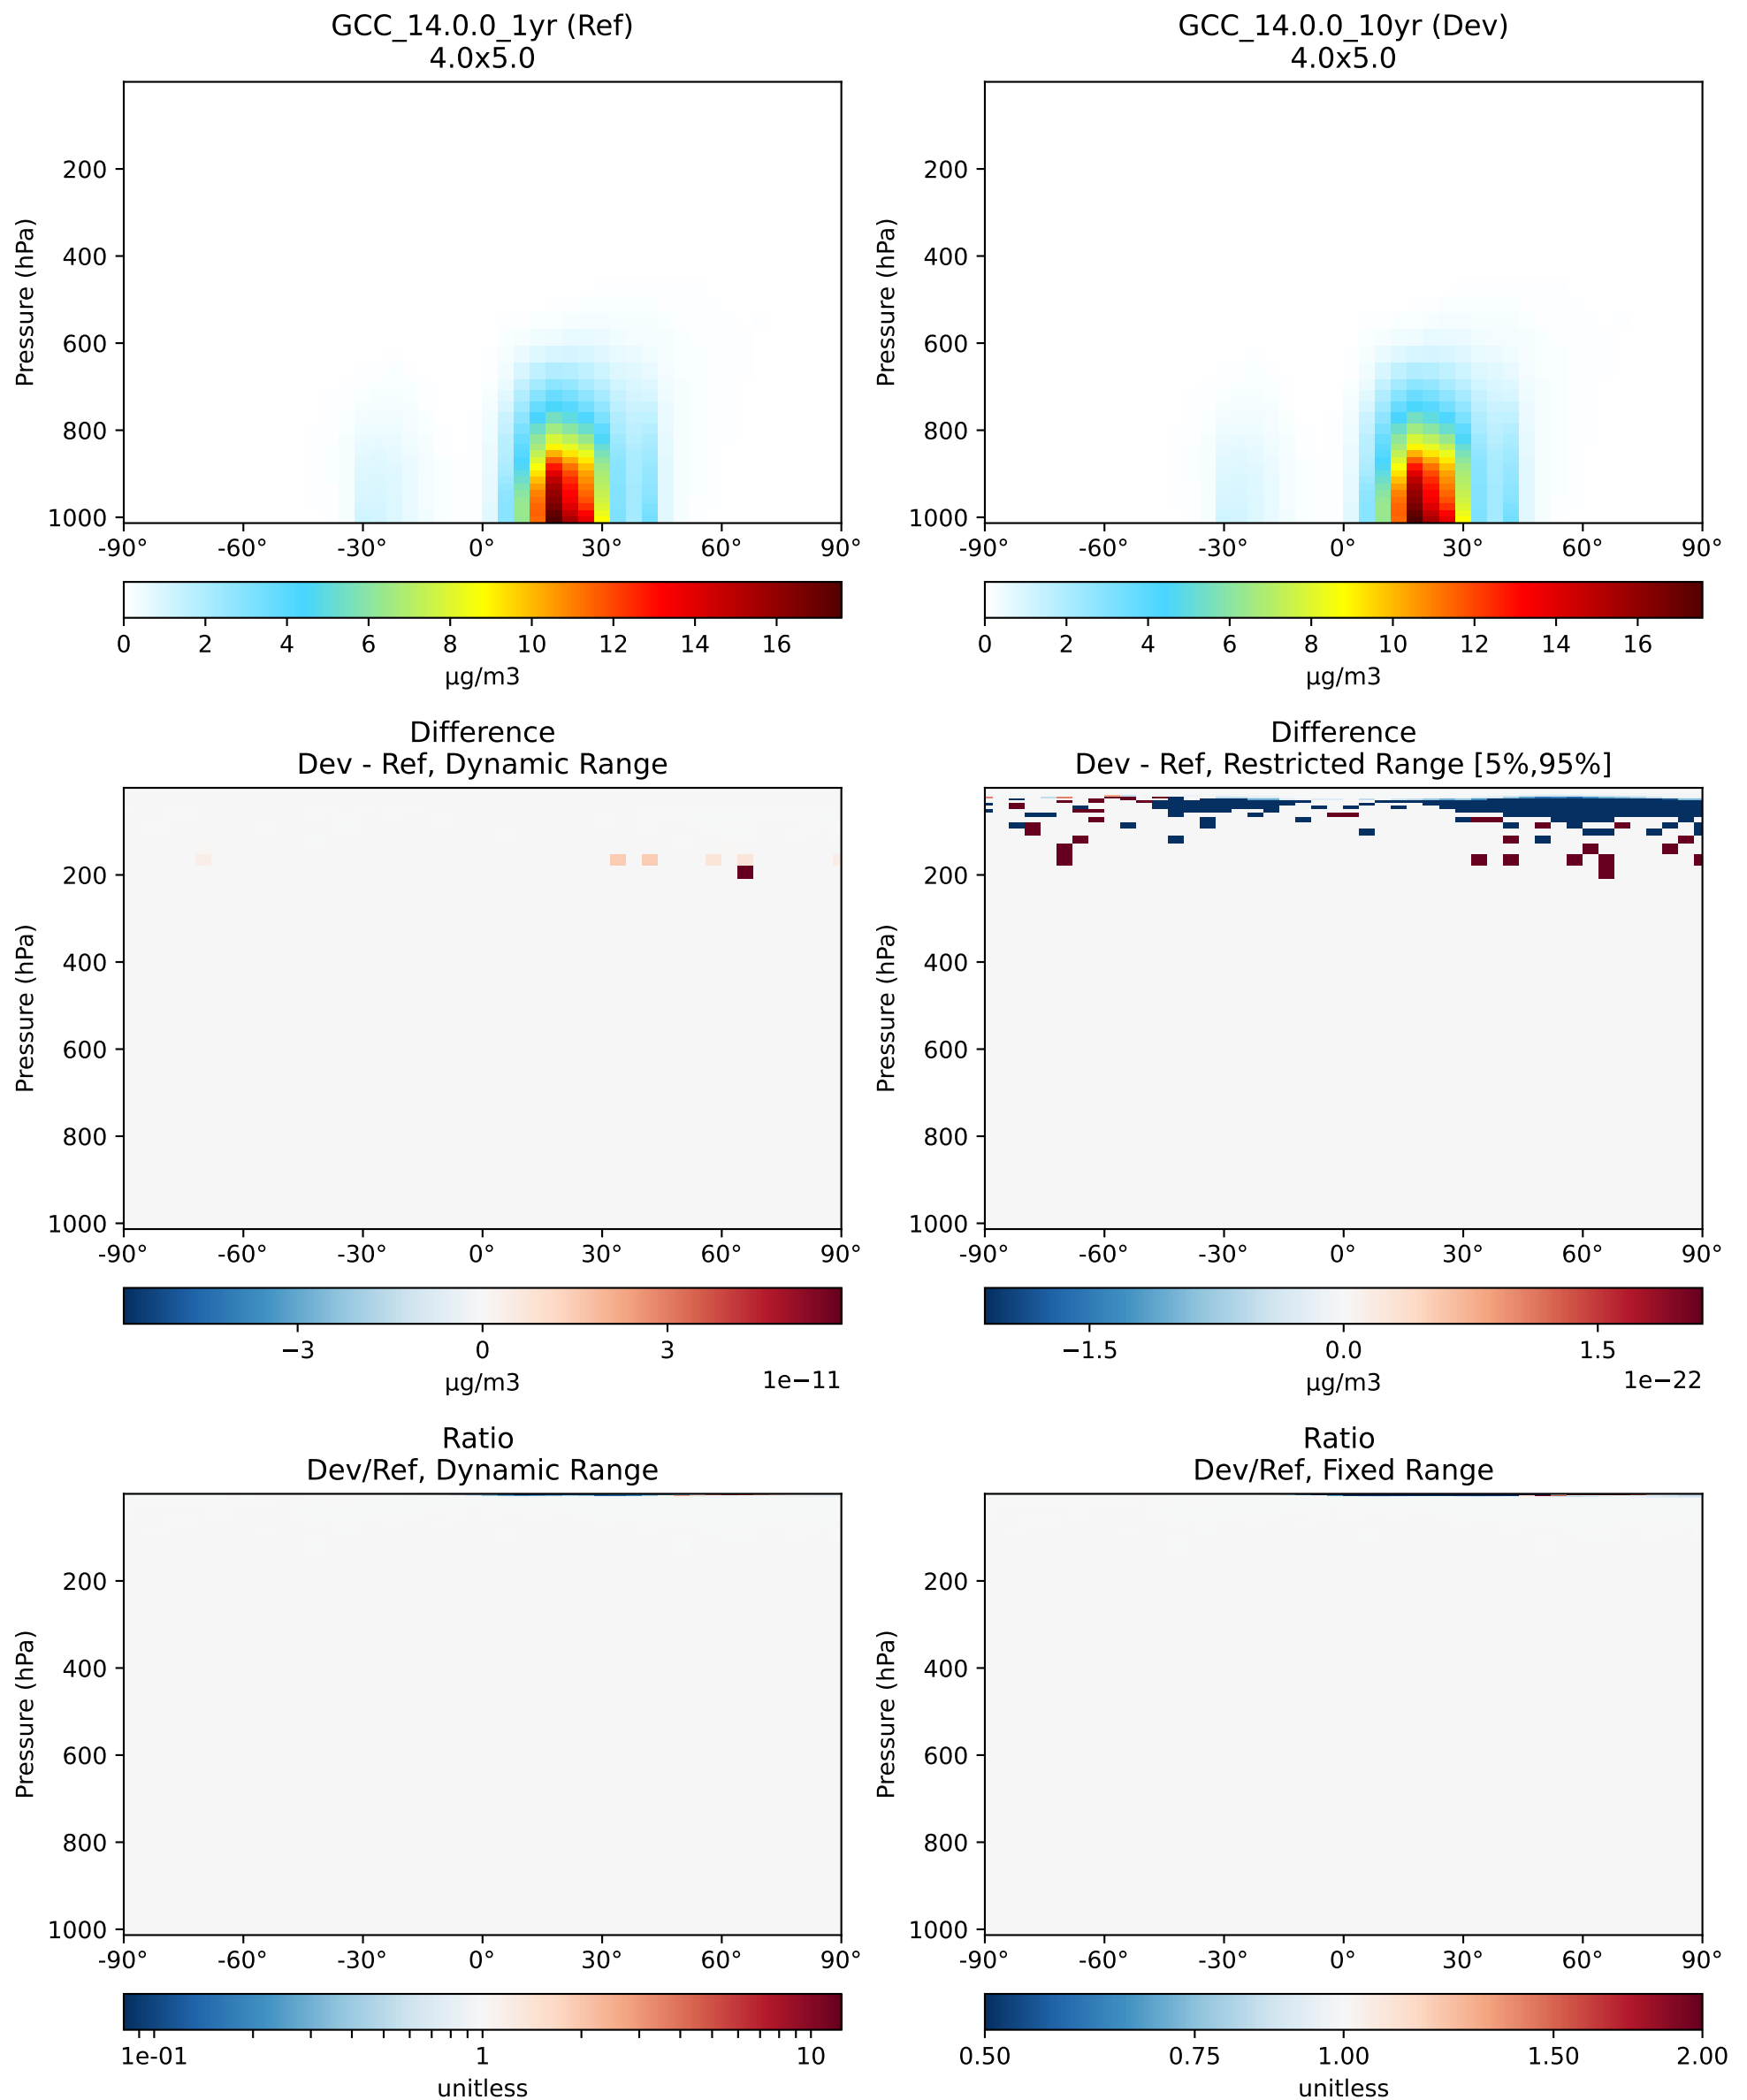 GCC_14.0.0_1yr (Ref)
4.0x5.0
Pressure (hPa)
200
400
600
800
1000
-90° -60° -30° 0° 30° 60° 90°
0 2 4 6 8 10 12 14 16
μg/m3
GCC_14.0.0_10yr (Dev)
4.0x5.0
Pressure (hPa)
200
400
600
800
1000
-90° -60° -30° 0° 30° 60° 90°
0 2 4 6 8 10 12 14 16
μg/m3
Difference
Dev - Ref, Dynamic Range
Pressure (hPa)
200
400
600
800
1000
-90° -60° -30° 0° 30° 60° 90°
−3 0 3
μg/m3 1e−11
Difference
Dev - Ref, Restricted Range [5%,95%]
Pressure (hPa)
200
400
600
800
1000
-90° -60° -30° 0° 30° 60° 90°
−1.5 0.0 1.5
μg/m3 1e−22
Ratio
Dev/Ref, Dynamic Range
Pressure (hPa)
200
400
600
800
1000
-90° -60° -30° 0° 30° 60° 90°
1e-01 1 10
unitless
Ratio
Dev/Ref, Fixed Range
Pressure (hPa)
200
400
600
800
1000
-90° -60° -30° 0° 30° 60° 90°
0.50 0.75 1.00 1.50 2.00
unitless